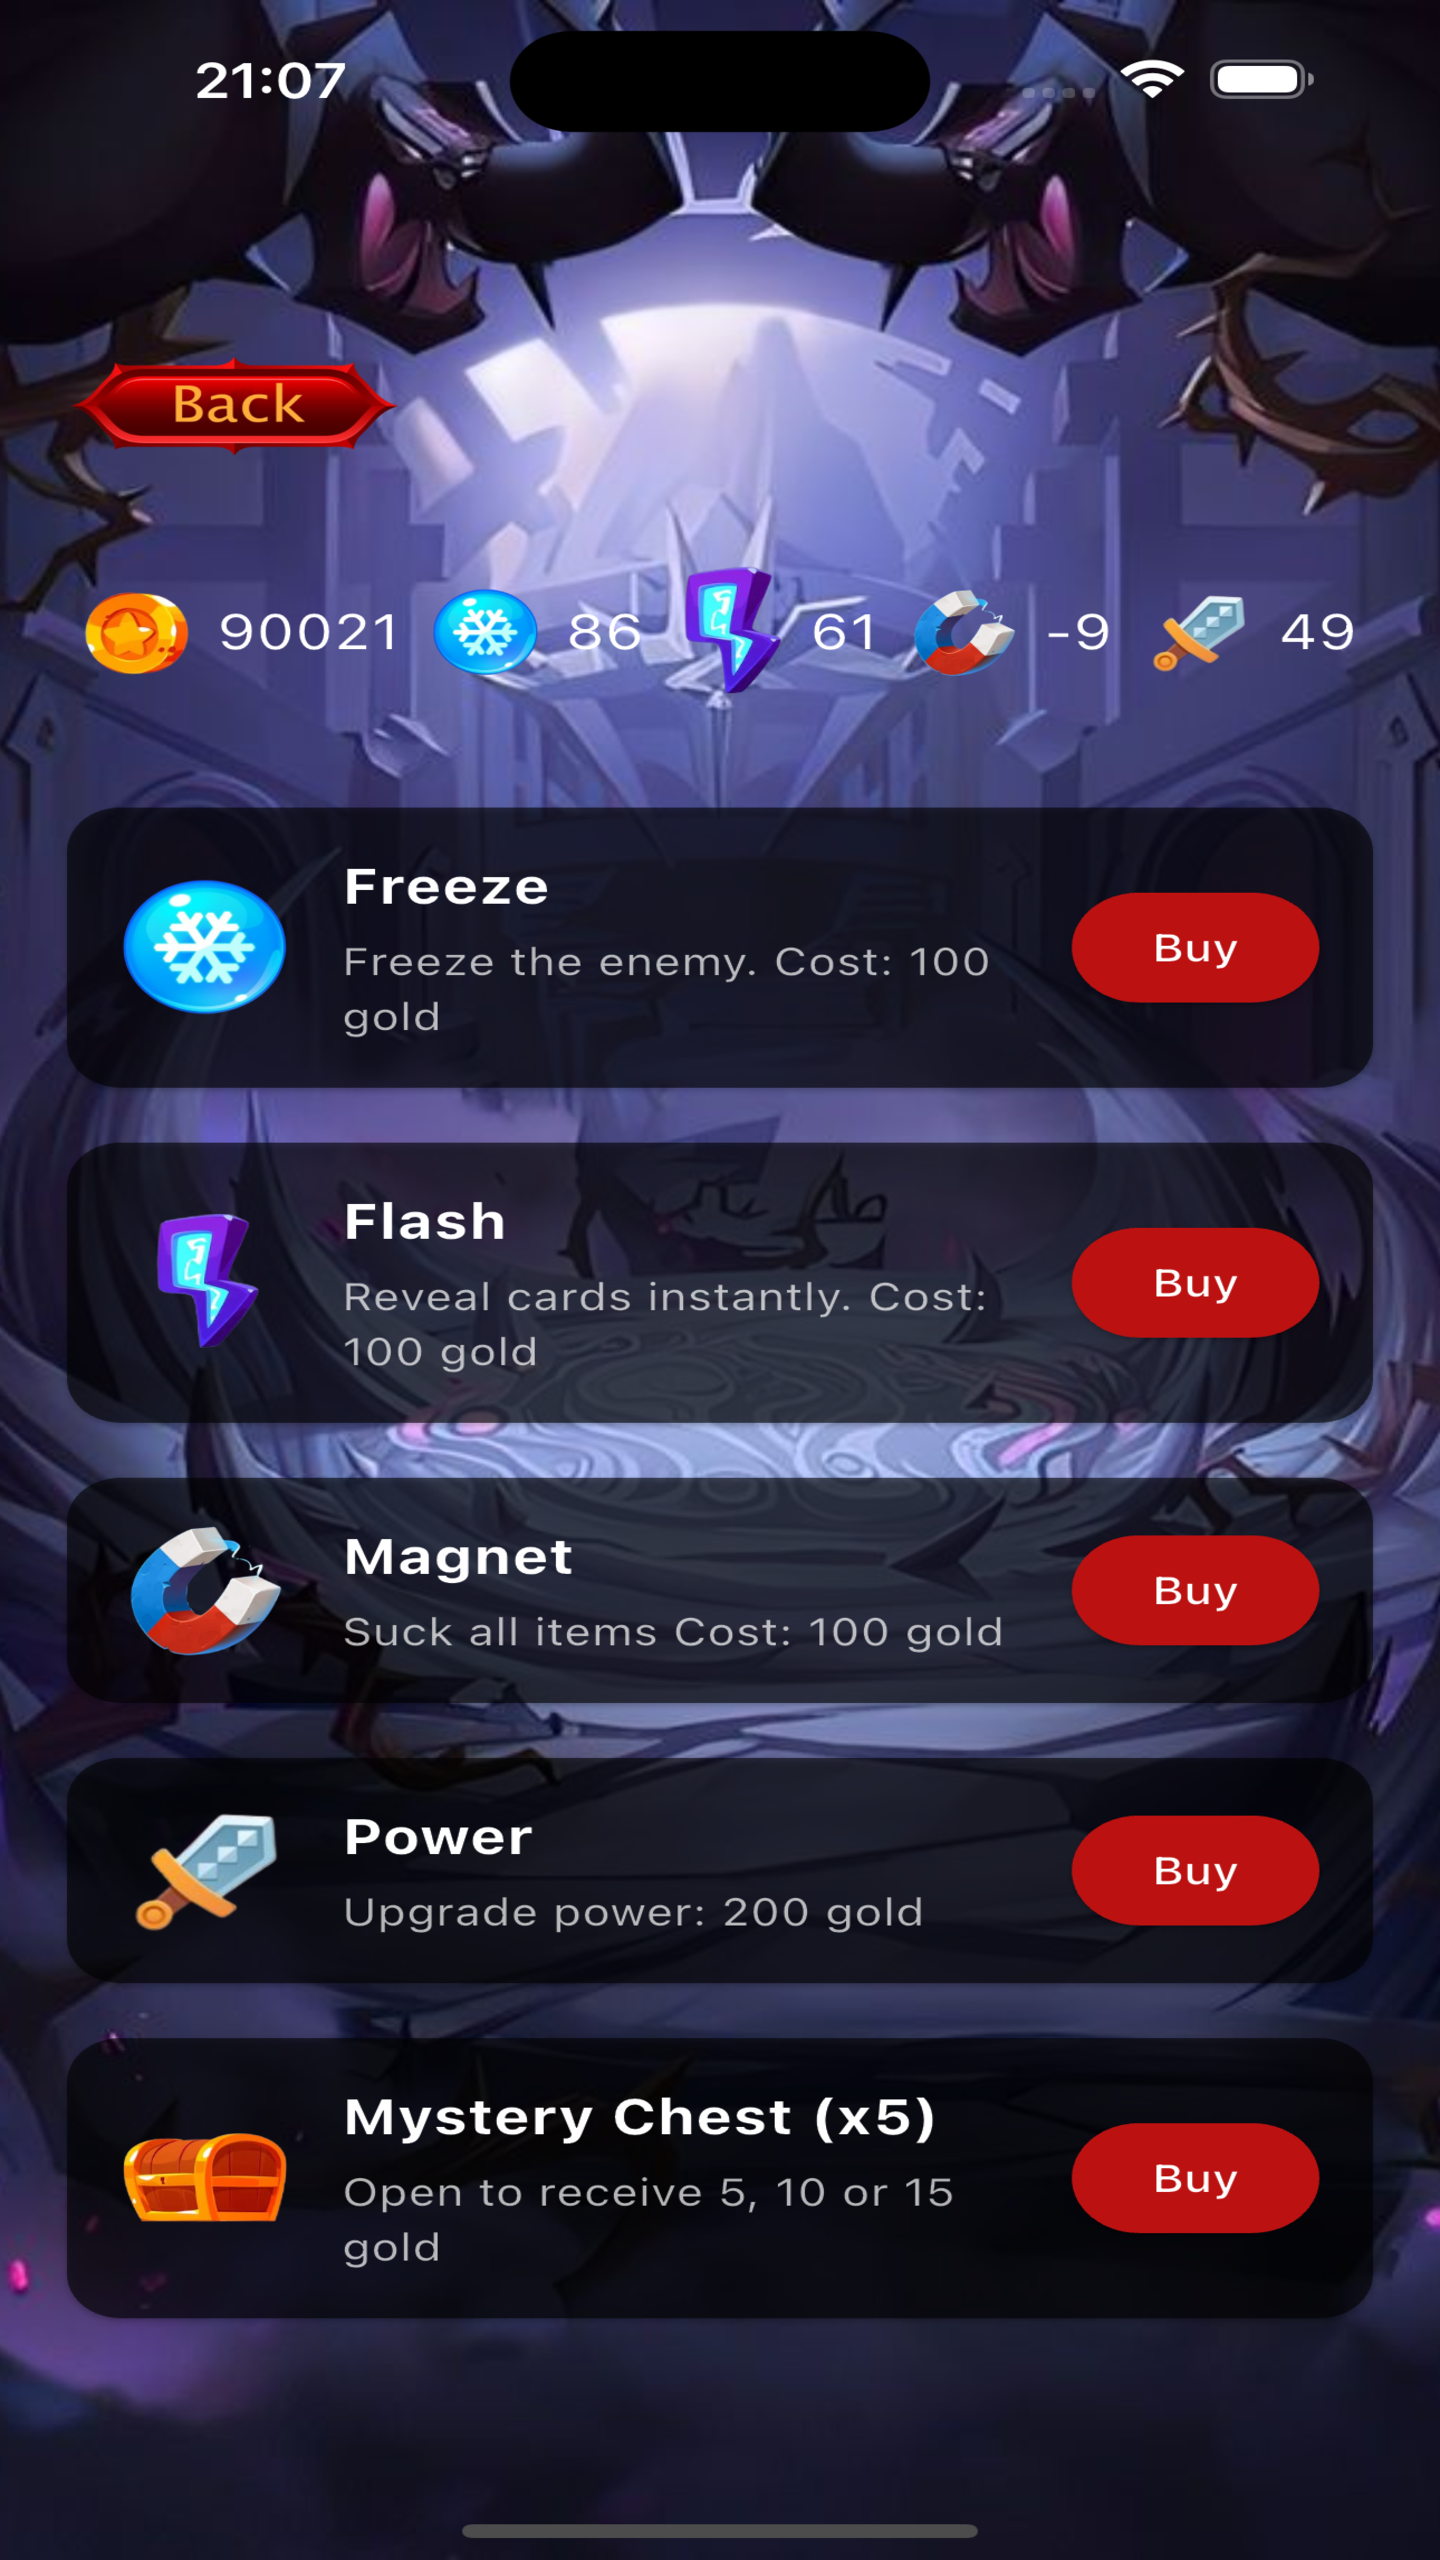 21:07
Back
90021 86 61 -9 49
Freeze
Freeze the enemy. Cost: 100
gold
Buy
Flash
Reveal cards instantly. Cost:
100 gold
Buy
Magnet
Suck all items Cost: 100 gold
Buy
Power
Upgrade power: 200 gold
Buy
Mystery Chest (x5)
Open to receive 5, 10 or 15
gold
Buy